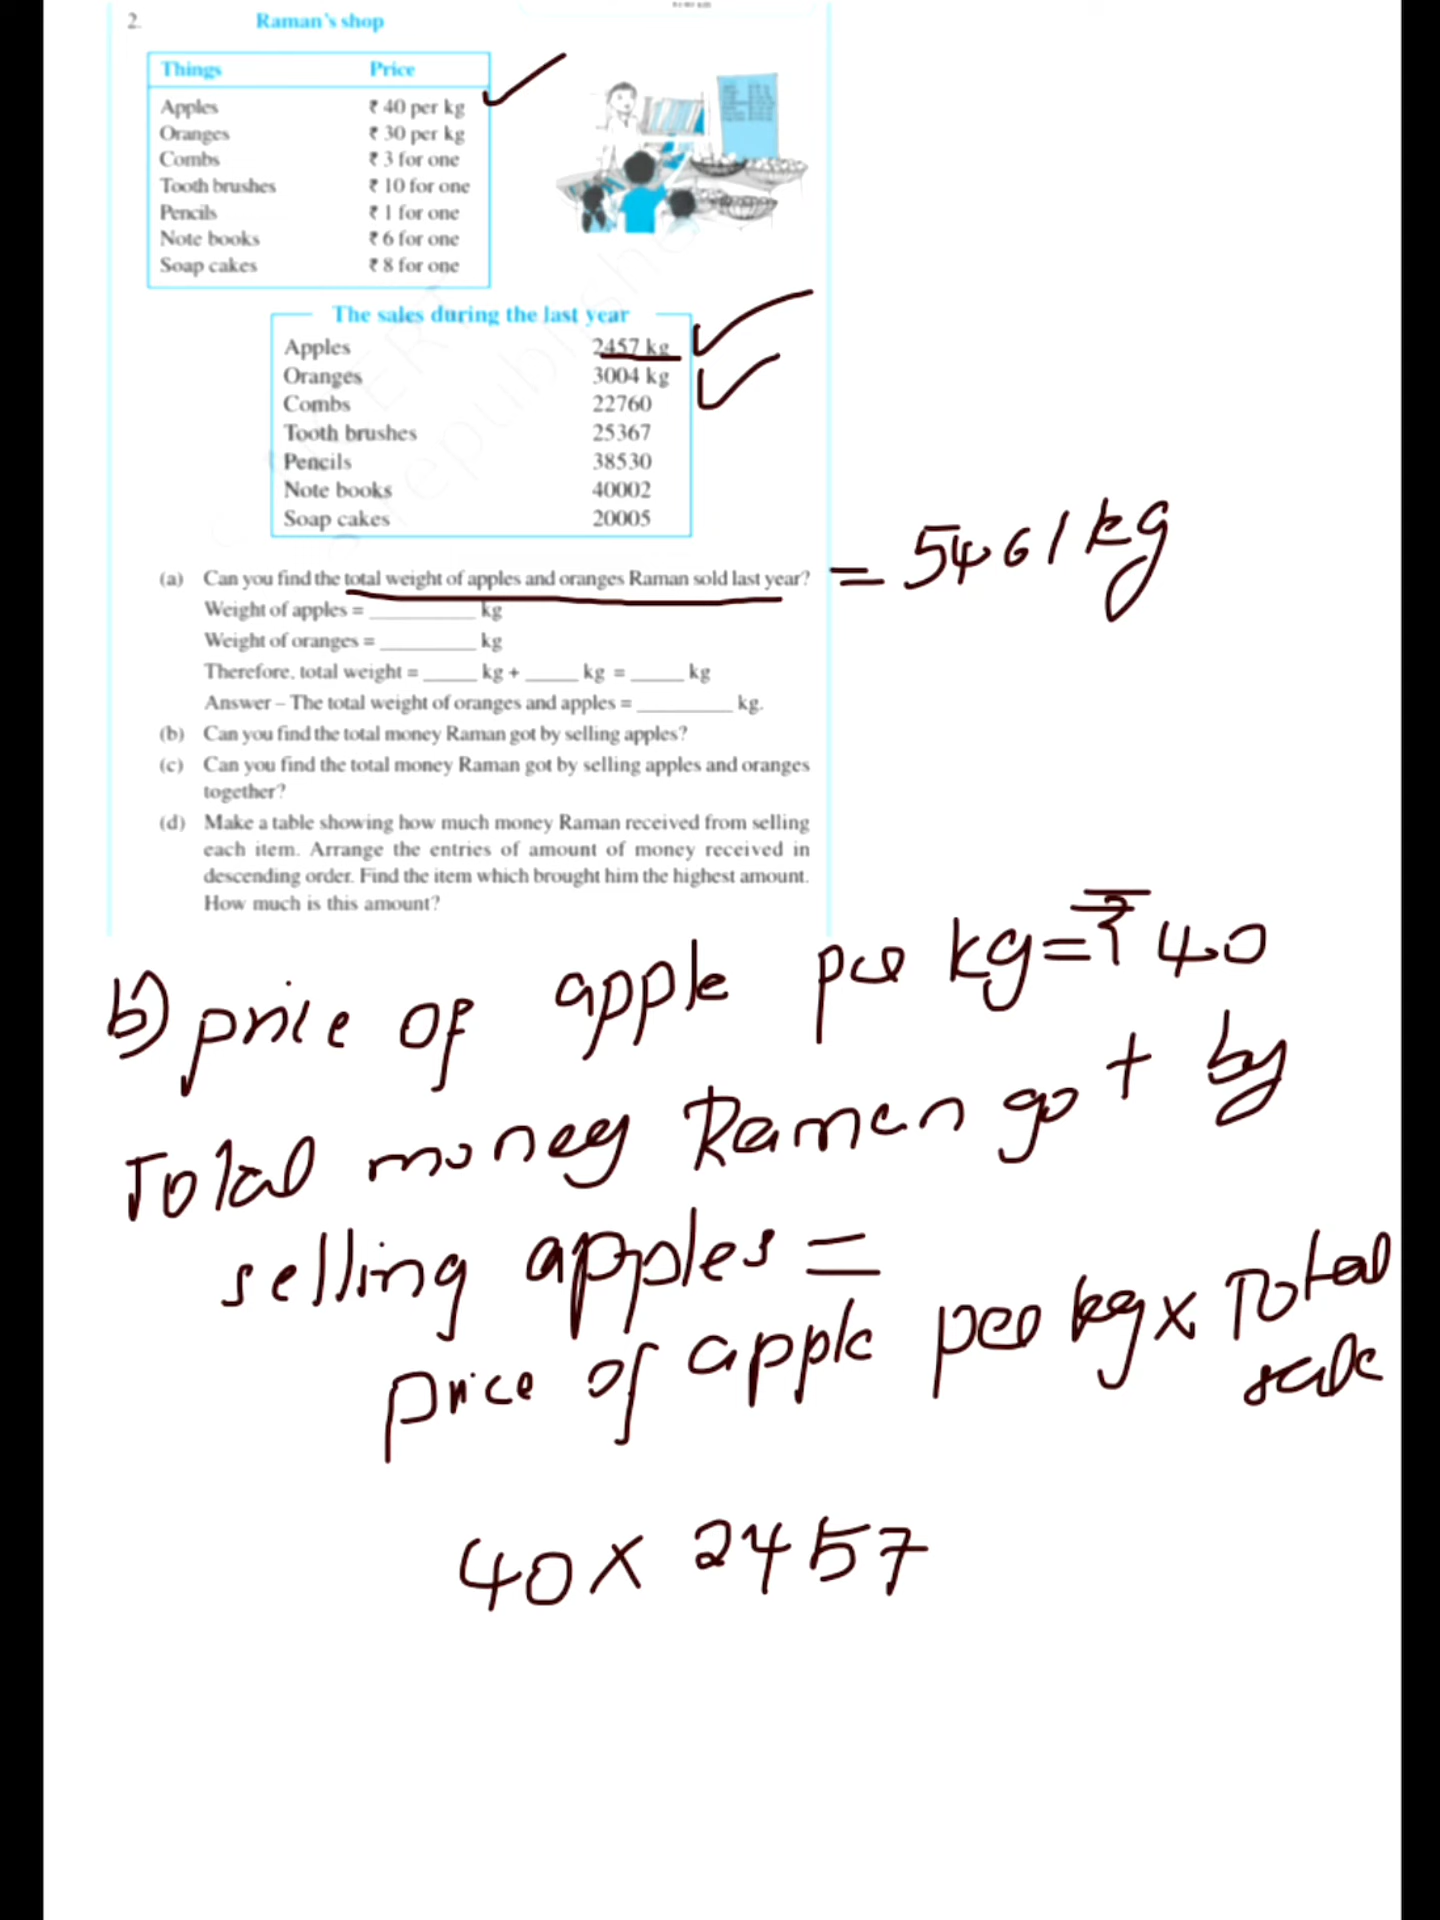 2. Raman's shop
Things Price
Apples ₹ 40 per kg
Oranges ₹ 30 per kg
Combs ₹ 3 for one
Tooth brushes ₹ 10 for one
Pencils ₹ 1 for one
Note books ₹ 6 for one
Soap cakes ₹ 8 for one
The sales during the last year
Apples 2457 kg
Oranges 3004 kg
Combs 22760
Tooth brushes 25367
Pencils 38530
Note books 40002
Soap cakes 20005
(a) Can you find the total weight of apples and oranges Raman sold last year? = 5461 kg
Weight of apples = __________ kg
Weight of oranges = _________ kg
Therefore, total weight = _____ kg + _____ kg = _____ kg
Answer – The total weight of oranges and apples = _________ kg.
(b) Can you find the total money Raman got by selling apples?
(c) Can you find the total money Raman got by selling apples and oranges
together?
(d) Make a table showing how much money Raman received from selling
each item. Arrange the entries of amount of money received in
descending order. Find the item which brought him the highest amount.
How much is this amount?
b) price of apple per kg = ₹ 40
Total money Raman got by
selling apples =
price of apple per kg x Total
sale
40 x 2457